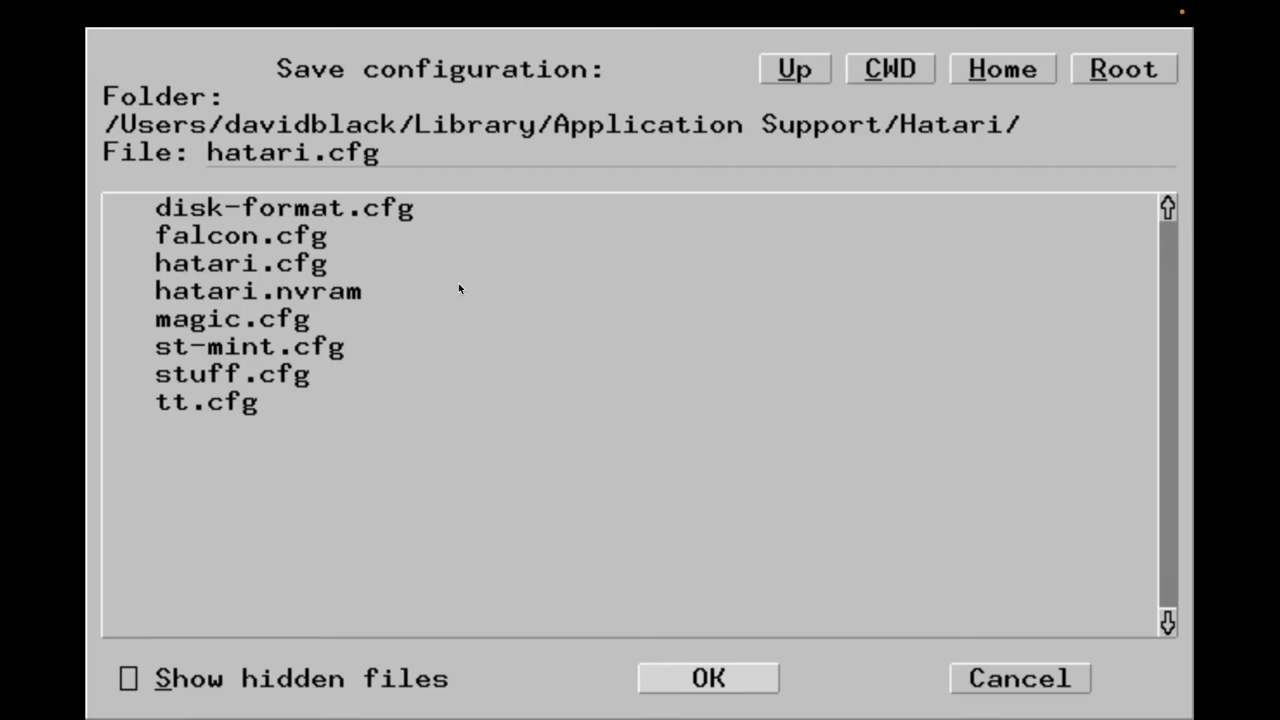 Save configuration: Up CWD Home Root
Folder:
/Users/davidblack/Library/Application Support/Hatari/
File: hatari.cfg
disk-format.cfg
falcon.cfg
hatari.cfg
hatari.nvram
magic.cfg
st-mint.cfg
stuff.cfg
tt.cfg
Show hidden files OK Cancel